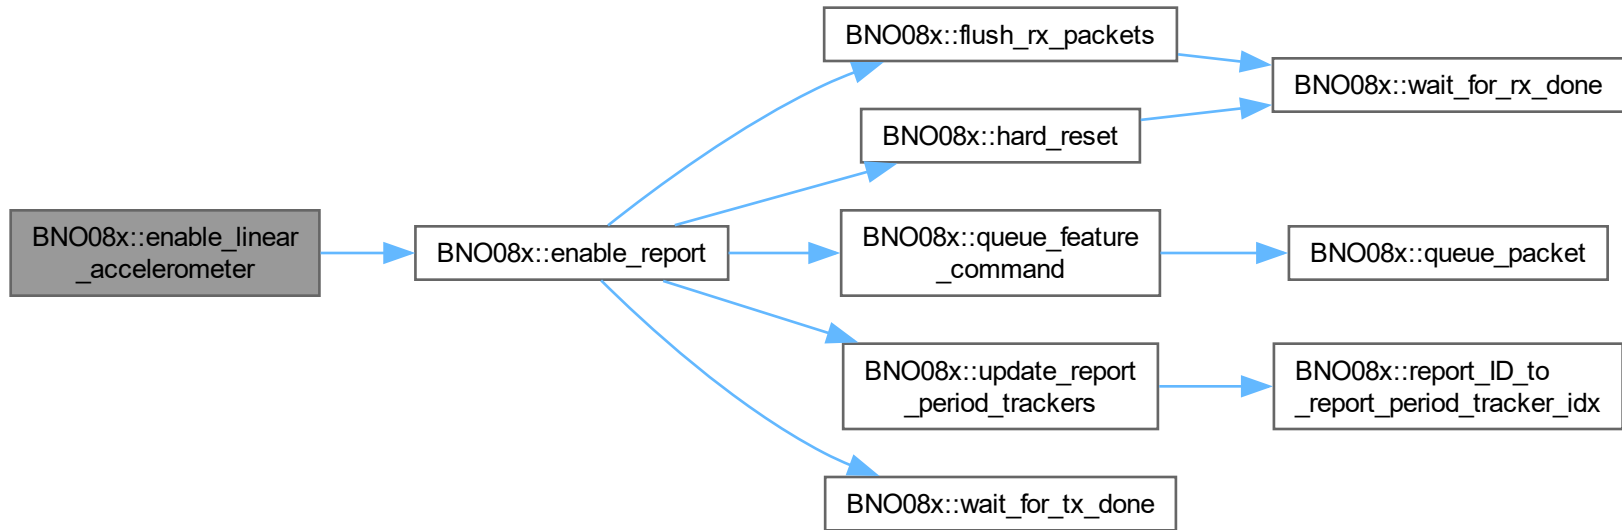 BNO08x::enable_linear
_accelerometer
BNO08x::enable_report
BNO08x::flush_rx_packets
BNO08x::hard_reset
BNO08x::wait_for_rx_done
BNO08x::queue_feature
_command
BNO08x::queue_packet
BNO08x::update_report
_period_trackers
BNO08x::report_ID_to
_report_period_tracker_idx
BNO08x::wait_for_tx_done